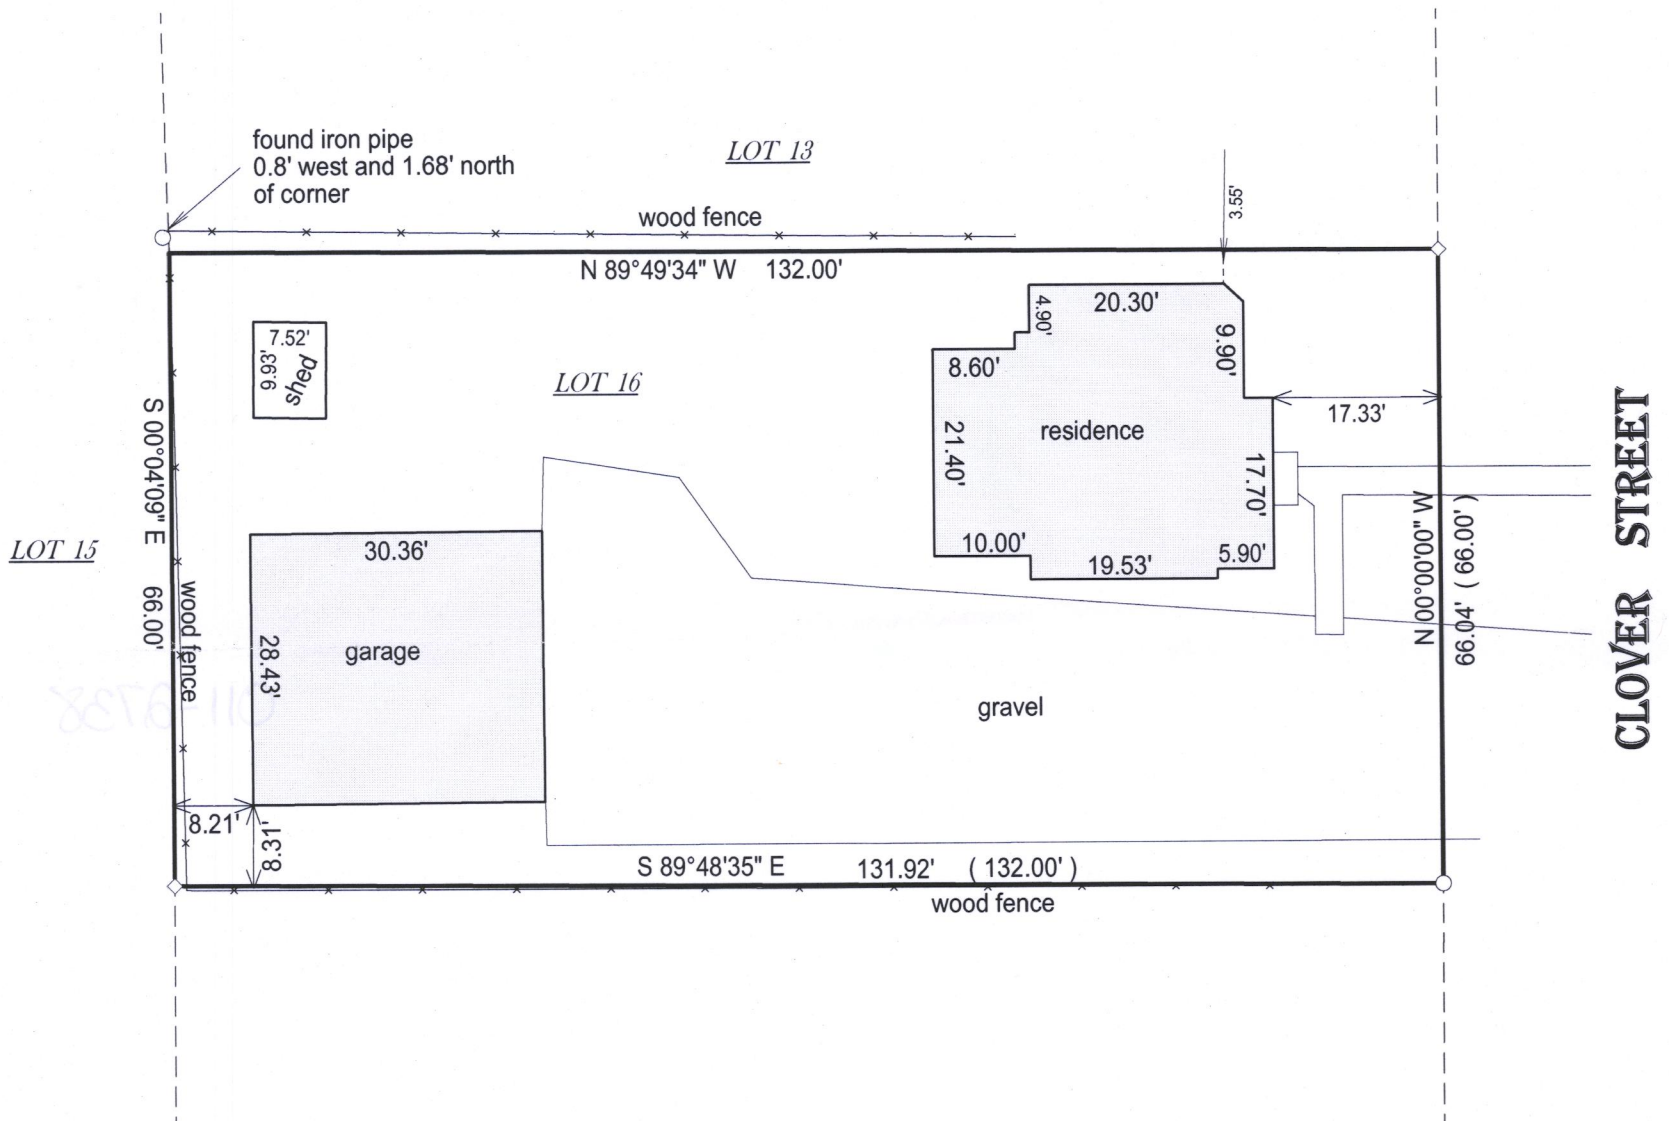 found iron pipe
0.8' west and 1.68' north
of corner
LOT 13
wood fence
3.55'
N 89°49'34" W 132.00'
7.52'
9.93'
shed
LOT 16
20.30'
4.90'
9.90'
8.60'
21.40'
residence
17.33'
17.70'
10.00'
19.53'
5.90'
S 00°04'09" E 66.00'
LOT 15
wood fence
30.36'
28.43'
garage
gravel
N 00°00'00" W
66.04' ( 66.00' )
CLOVER STREET
8.21'
8.31'
S 89°48'35" E 131.92' ( 132.00' )
wood fence